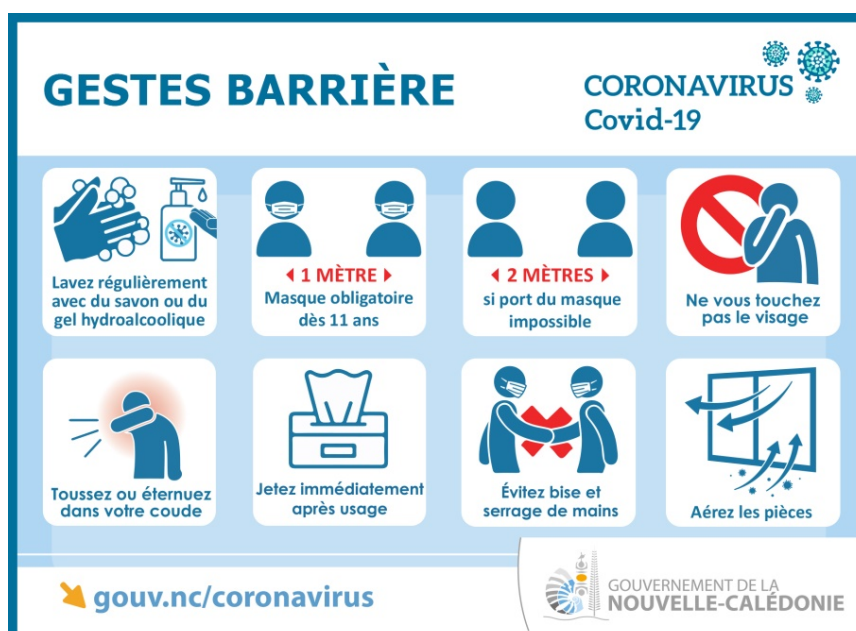 GESTES BARRIÈRE
CORONAVIRUS
Covid-19
Lavez régulièrement
avec du savon ou du
gel hydroalcoolique
1 MÈTRE
Masque obligatoire
dès 11 ans
2 MÈTRES
si port du masque
impossible
Ne vous touchez
pas le visage
Toussez ou éternuez
dans votre coude
Jetez immédiatement
après usage
Évitez bise et
serrage de mains
Aérez les pièces
gouv.nc/coronavirus
GOUVERNEMENT DE LA
NOUVELLE-CALÉDONIE